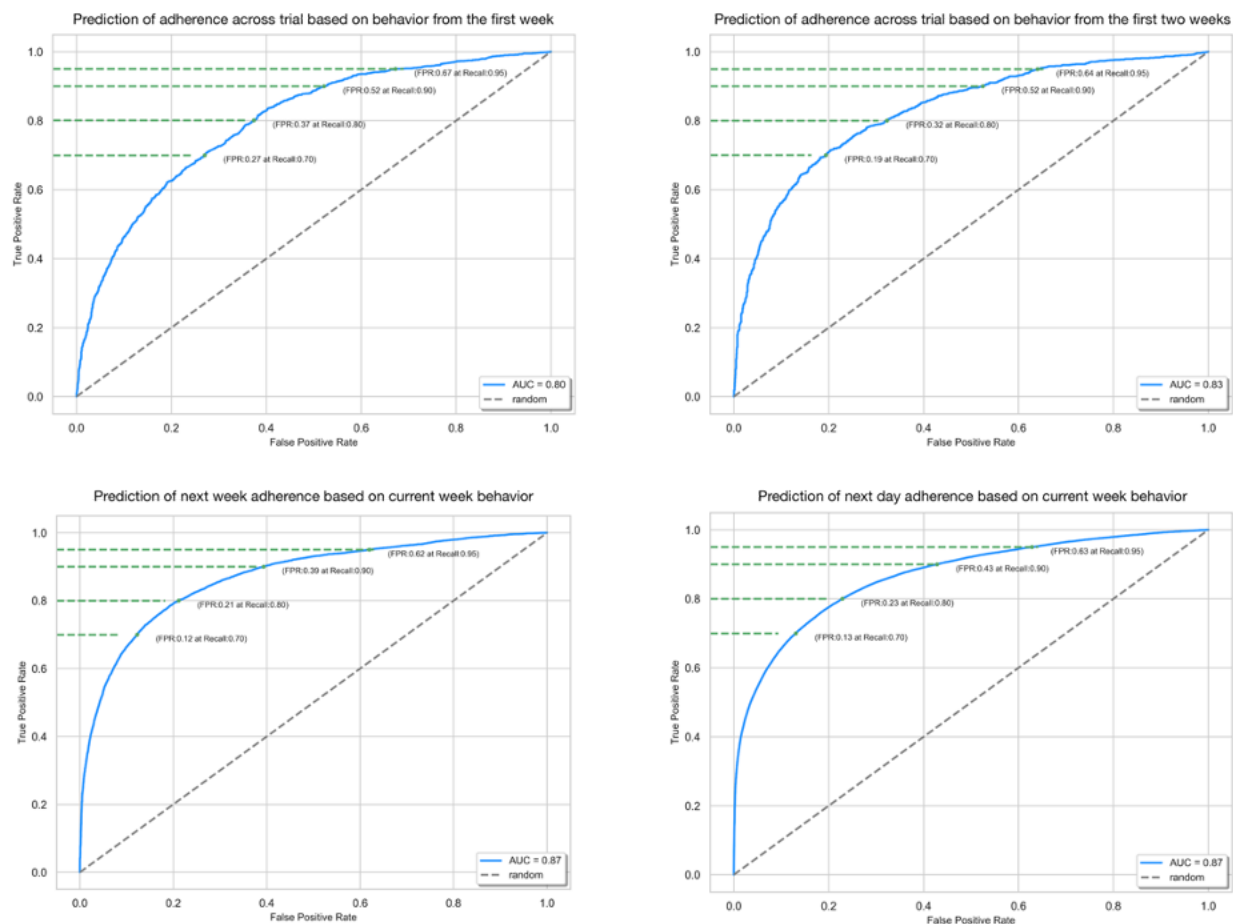 Prediction of adherence across trial based on behavior from the first week
1.0
0.8
0.6
0.4
0.2
0.0
True Positive Rate
(FPR:0.67 at Recall:0.95)
(FPR:0.52 at Recall:0.90)
(FPR:0.37 at Recall:0.80)
(FPR:0.27 at Recall:0.70)
AUC = 0.80
random
0.0 0.2 0.4 0.6 0.8 1.0
False Positive Rate
Prediction of adherence across trial based on behavior from the first two weeks
1.0
0.8
0.6
0.4
0.2
0.0
True Positive Rate
(FPR:0.64 at Recall:0.95)
(FPR:0.52 at Recall:0.90)
(FPR:0.32 at Recall:0.80)
(FPR:0.19 at Recall:0.70)
AUC = 0.83
random
0.0 0.2 0.4 0.6 0.8 1.0
False Positive Rate
Prediction of next week adherence based on current week behavior
1.0
0.8
0.6
0.4
0.2
0.0
True Positive Rate
(FPR:0.62 at Recall:0.95)
(FPR:0.39 at Recall:0.90)
(FPR:0.21 at Recall:0.80)
(FPR:0.12 at Recall:0.70)
AUC = 0.87
random
0.0 0.2 0.4 0.6 0.8 1.0
False Positive Rate
Prediction of next day adherence based on current week behavior
1.0
0.8
0.6
0.4
0.2
0.0
True Positive Rate
(FPR:0.63 at Recall:0.95)
(FPR:0.43 at Recall:0.90)
(FPR:0.23 at Recall:0.80)
(FPR:0.13 at Recall:0.70)
AUC = 0.87
random
0.0 0.2 0.4 0.6 0.8 1.0
False Positive Rate